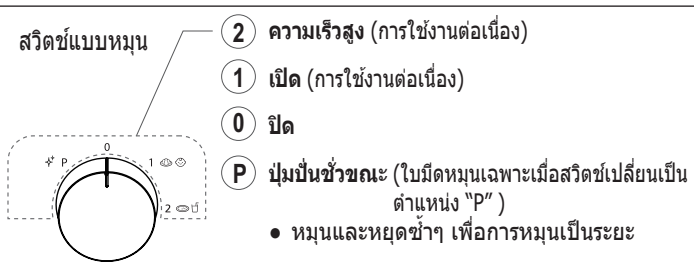 สวิตช์แบบหมุน
2 ความเร็วสูง (การใช้งานต่อเนื่อง)
1 เปิด (การใช้งานต่อเนื่อง)
0 ปิด
P ปุ่มปั่นชั่วขณะ (ใบมีดหมุนเฉพาะเมื่อสวิตช์เปลี่ยนเป็น
ตำแหน่ง “P” )
● หมุนและหยุดซ้ำๆ เพื่อการหมุนเป็นระยะ
0
P
1
2